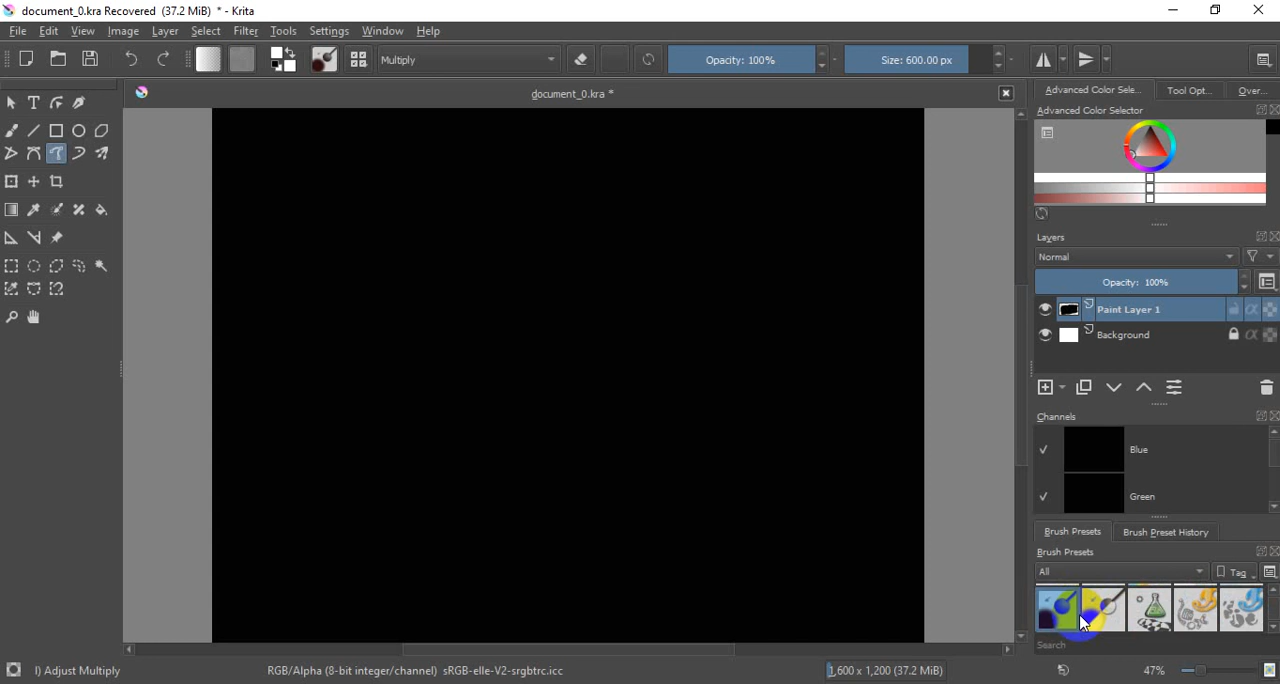 document_0.kra Recovered (37.2 MiB) * - Krita
File Edit View Image Layer Select Filter Tools Settings Window Help
Multiply Opacity: 100% Size: 600.00 px
document_0.kra *
Advanced Color Sele... Tool Opt... Over...
Advanced Color Selector
Layers
Normal
Opacity: 100%
Paint Layer 1
Background
Channels
Blue
Green
Brush Presets Brush Preset History
Brush Presets
All Tag
Search
I) Adjust Multiply RGB/Alpha (8-bit integer/channel) sRGB-elle-V2-srgbtrc.icc 1,600 x 1,200 (37.2 MiB) 47%